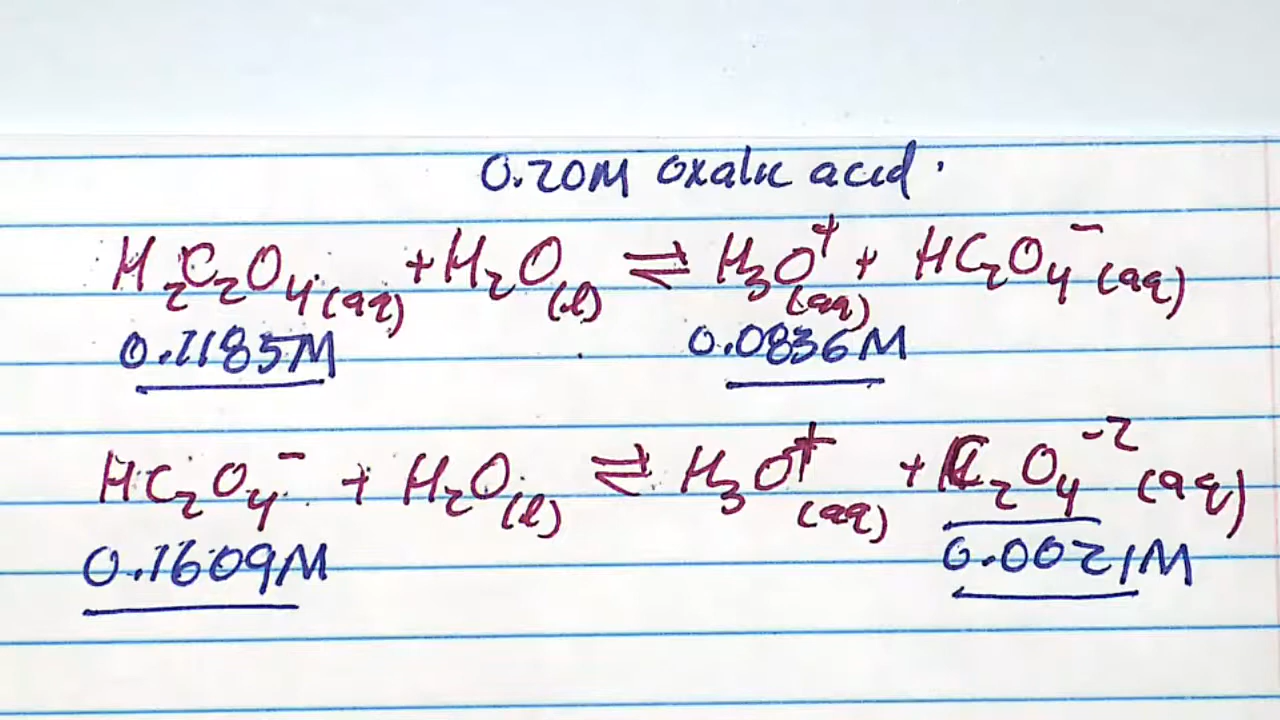 0.20M oxalic acid.
H₂C₂O₄(aq) + H₂O(l) ⇌ H₃O⁺(aq) + HC₂O₄⁻(aq)
0.1185M 0.0836M
HC₂O₄⁻ + H₂O(l) ⇌ H₃O⁺(aq) + C₂O₄⁻²(aq)
0.1609M 0.0021M